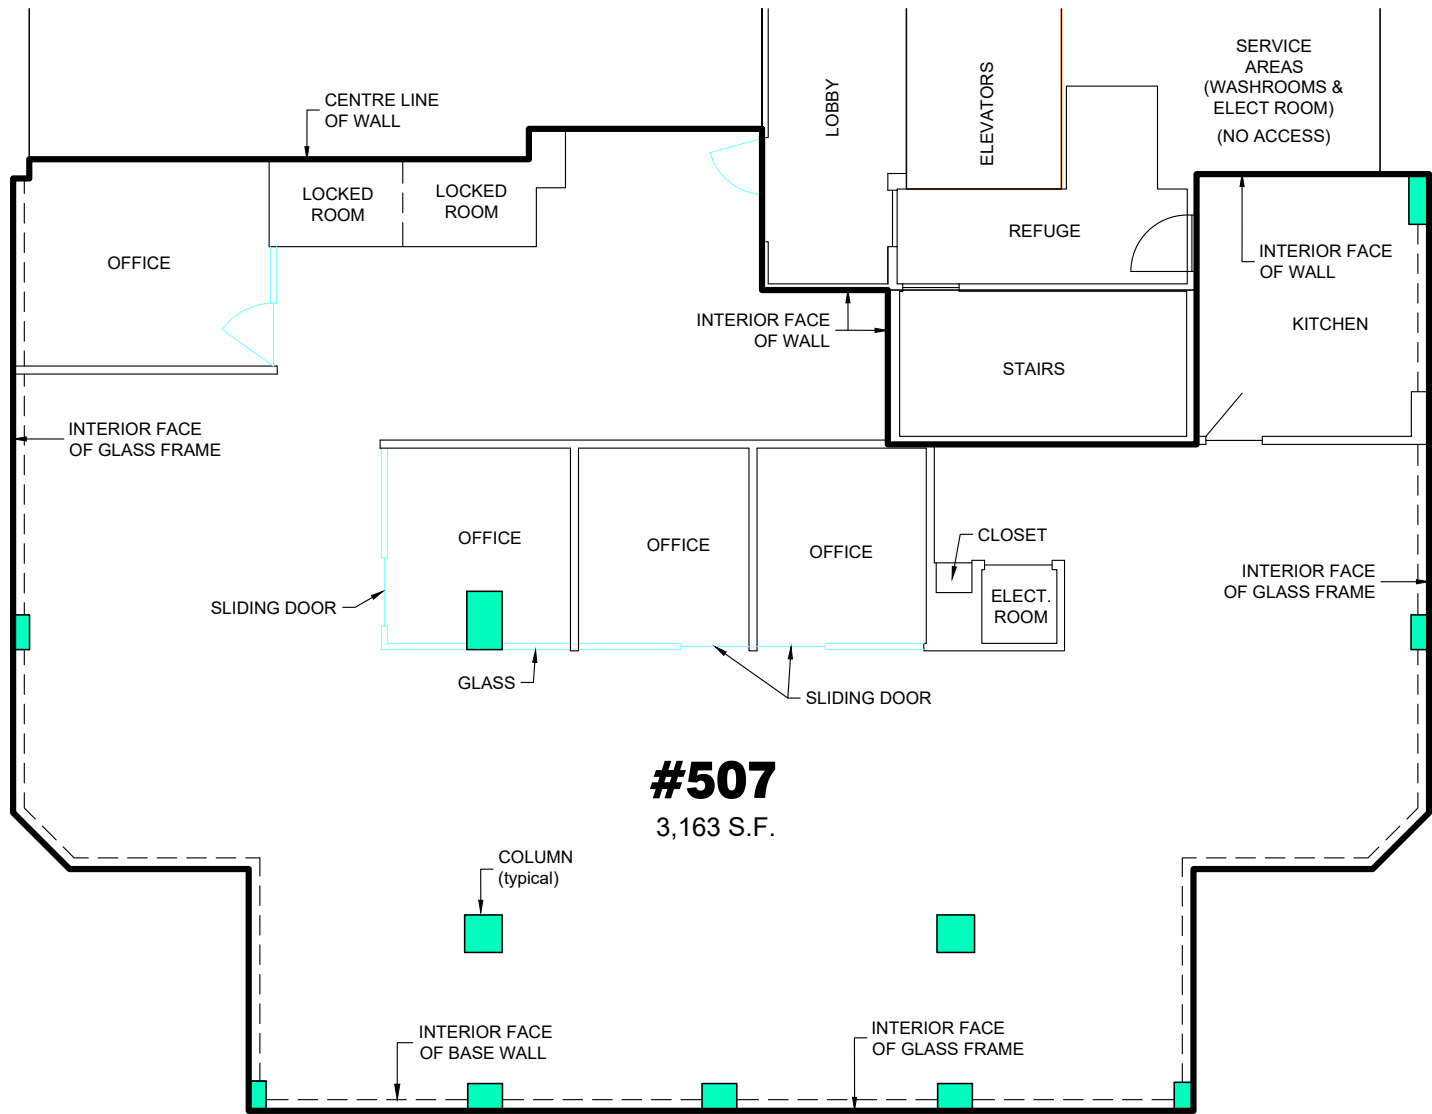 SERVICE
AREAS
(WASHROOMS &
ELECT ROOM)
(NO ACCESS)
LOBBY
ELEVATORS
CENTRE LINE
OF WALL
LOCKED
ROOM
LOCKED
ROOM
OFFICE
REFUGE
INTERIOR FACE
OF WALL
KITCHEN
INTERIOR FACE
OF WALL
STAIRS
INTERIOR FACE
OF GLASS FRAME
OFFICE
OFFICE
OFFICE
CLOSET
ELECT.
ROOM
INTERIOR FACE
OF GLASS FRAME
SLIDING DOOR
GLASS
SLIDING DOOR
#507
3,163 S.F.
COLUMN
(typical)
INTERIOR FACE
OF BASE WALL
INTERIOR FACE
OF GLASS FRAME